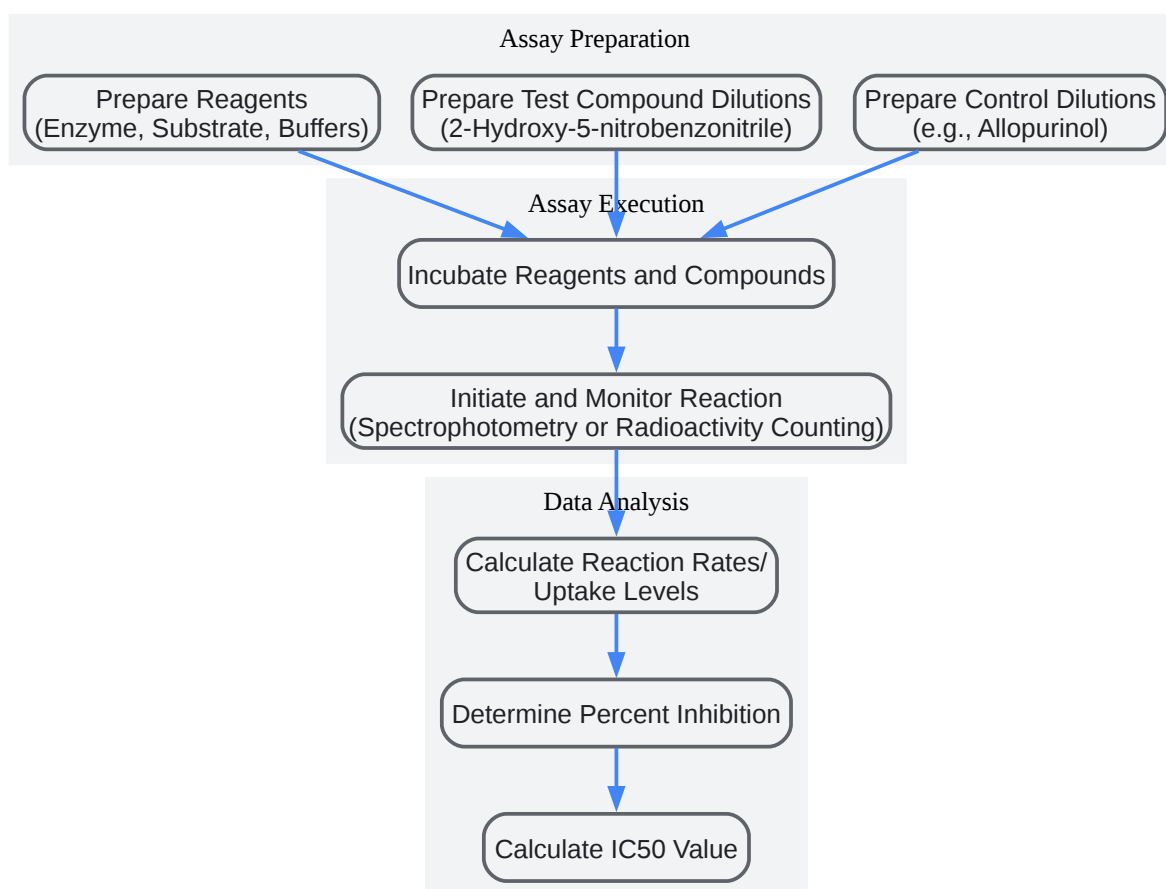 Assay Preparation
Prepare Reagents
(Enzyme, Substrate, Buffers)
Prepare Test Compound Dilutions
(2-Hydroxy-5-nitrobenzonitrile)
Prepare Control Dilutions
(e.g., Allopurinol)
Assay Execution
Incubate Reagents and Compounds
Initiate and Monitor Reaction
(Spectrophotometry or Radioactivity Counting)
Data Analysis
Calculate Reaction Rates/
Uptake Levels
Determine Percent Inhibition
Calculate IC50 Value